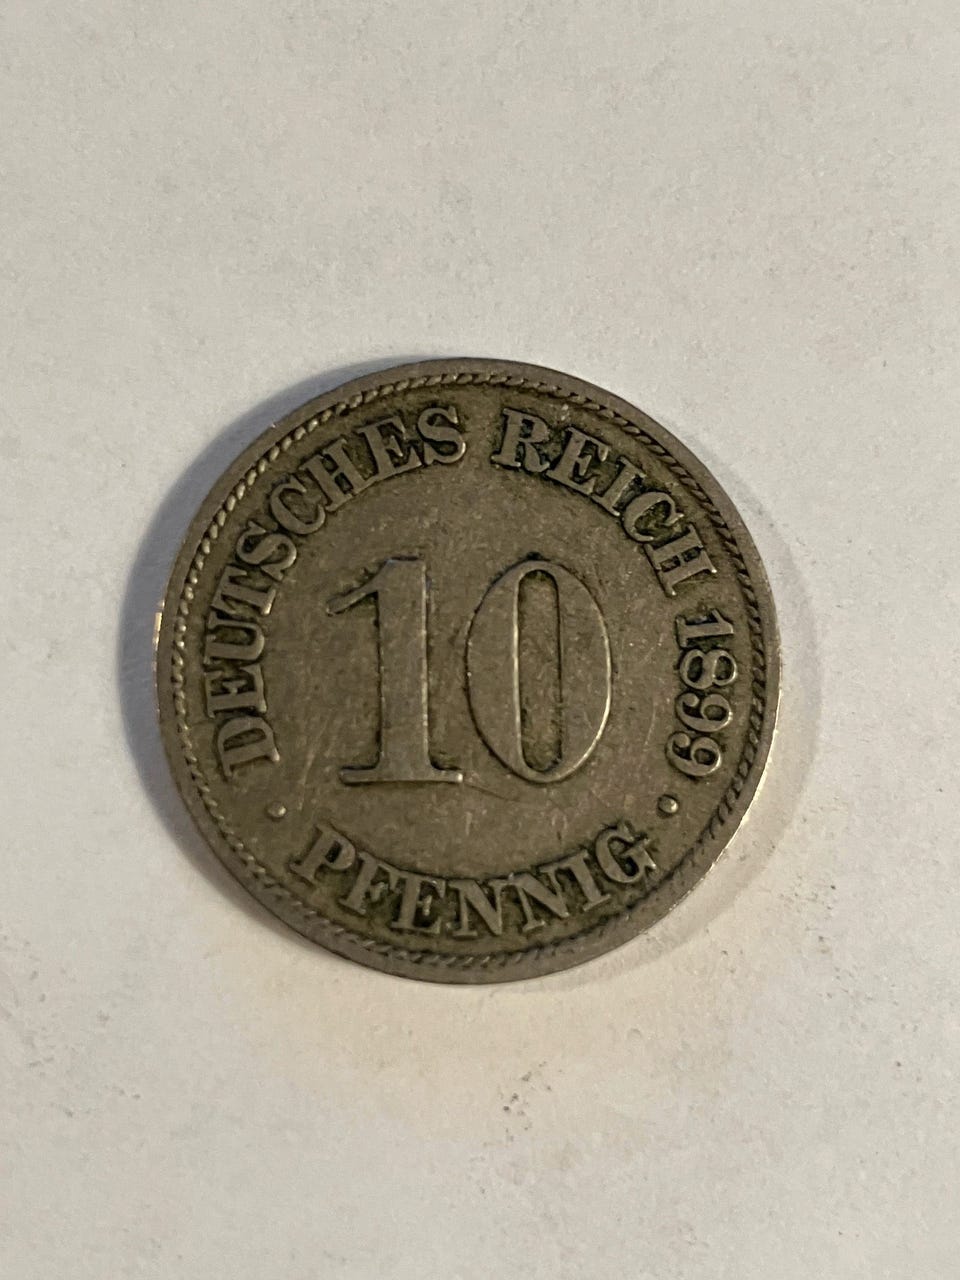 DEUTSCHES REICH 1899
10
PFENNIG